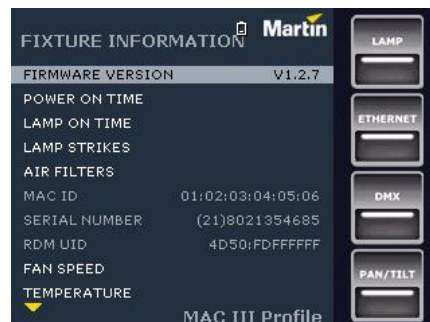 Martin
FIXTURE INFORMATION
FIRMWARE VERSION V1.2.7
POWER ON TIME
LAMP ON TIME
LAMP STRIKES
AIR FILTERS
MAC ID 01:02:03:04:05:06
SERIAL NUMBER (21)8021354685
RDM UID 4D50:FDFFFFFF
FAN SPEED
TEMPERATURE
MAC III Profile
LAMP
ETHERNET
DMX
PAN/TILT